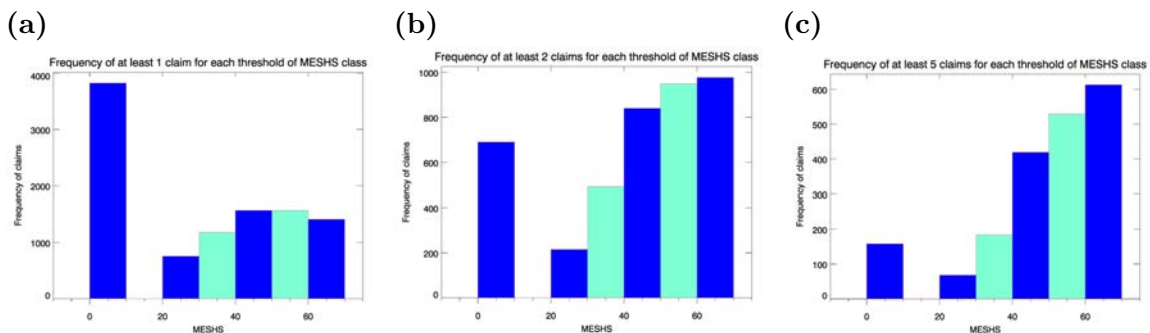 (a)
Frequency of at least 1 claim for each threshold of MESHS class
4000
3000
2000
1000
0
Frequency of claims
0 20 40 60
MESHS
(b)
Frequency of at least 2 claims for each threshold of MESHS class
1000
800
600
400
200
0
Frequency of claims
0 20 40 60
MESHS
(c)
Frequency of at least 5 claims for each threshold of MESHS class
600
500
400
300
200
100
0
Frequency of claims
0 20 40 60
MESHS